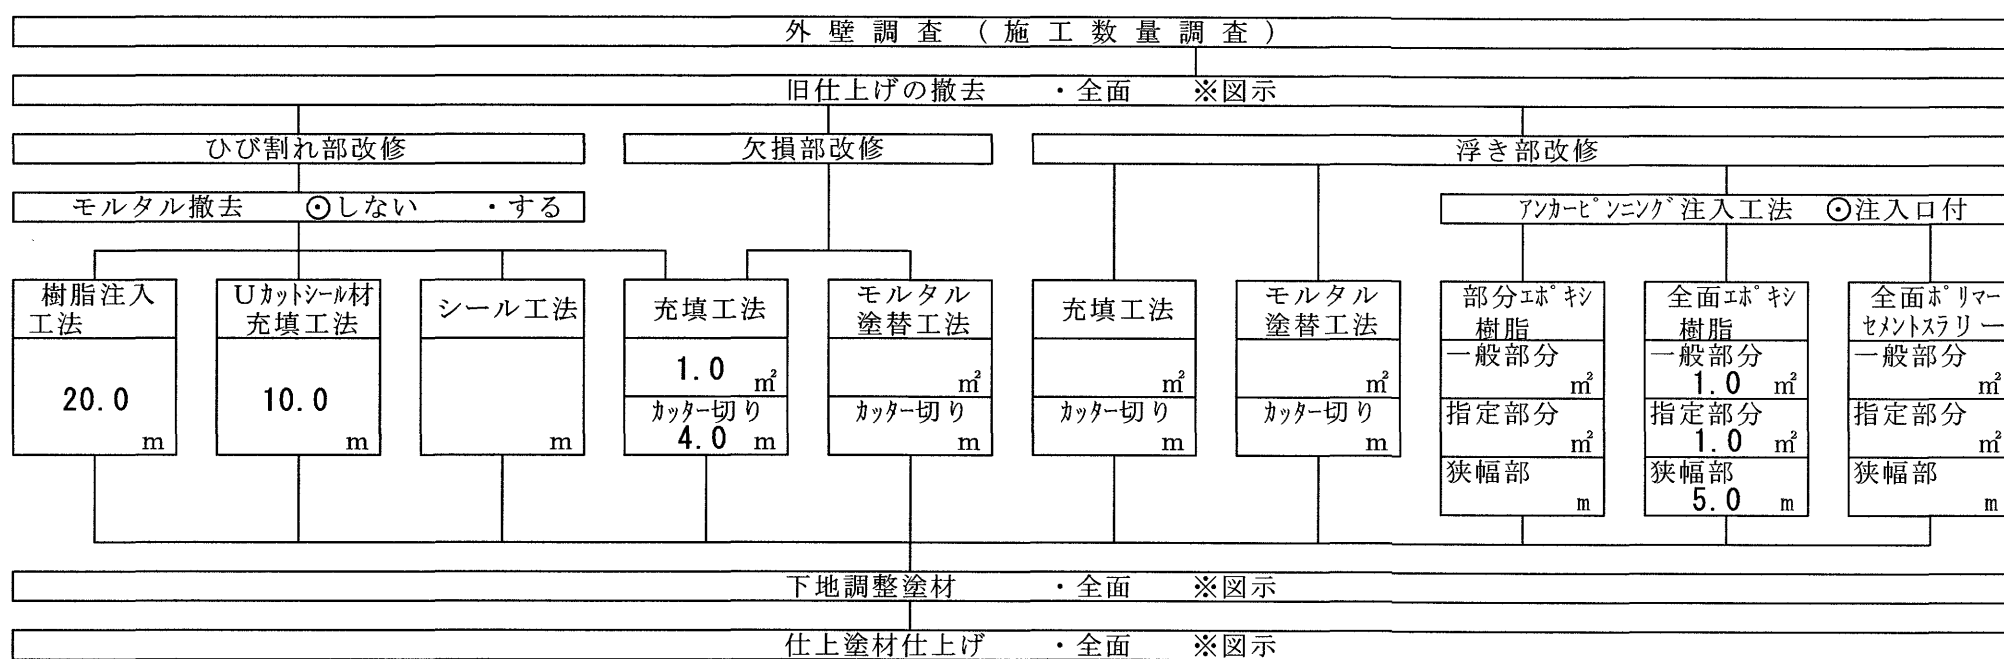 外壁調査（施工数量調査）
旧仕上げの撤去　・全面　※図示
ひび割れ部改修
欠損部改修
浮き部改修
モルタル撤去　⊙しない　・する
アンカーピンニング注入工法　⊙注入口付
樹脂注入
工法
20.0
m
Uカットシール材
充填工法
10.0
m
シール工法
m
充填工法
1.0 ㎡
カッター切り
4.0 m
モルタル
塗替工法
㎡
カッター切り
m
充填工法
㎡
カッター切り
m
モルタル
塗替工法
㎡
カッター切り
m
部分エポキシ
樹脂
一般部分
㎡
指定部分
㎡
狭幅部
m
全面エポキシ
樹脂
一般部分
1.0 ㎡
指定部分
1.0 ㎡
狭幅部
5.0 m
全面ポリマー
セメントスラリー
一般部分
㎡
指定部分
㎡
狭幅部
m
下地調整塗材　・全面　※図示
仕上塗材仕上げ　・全面　※図示